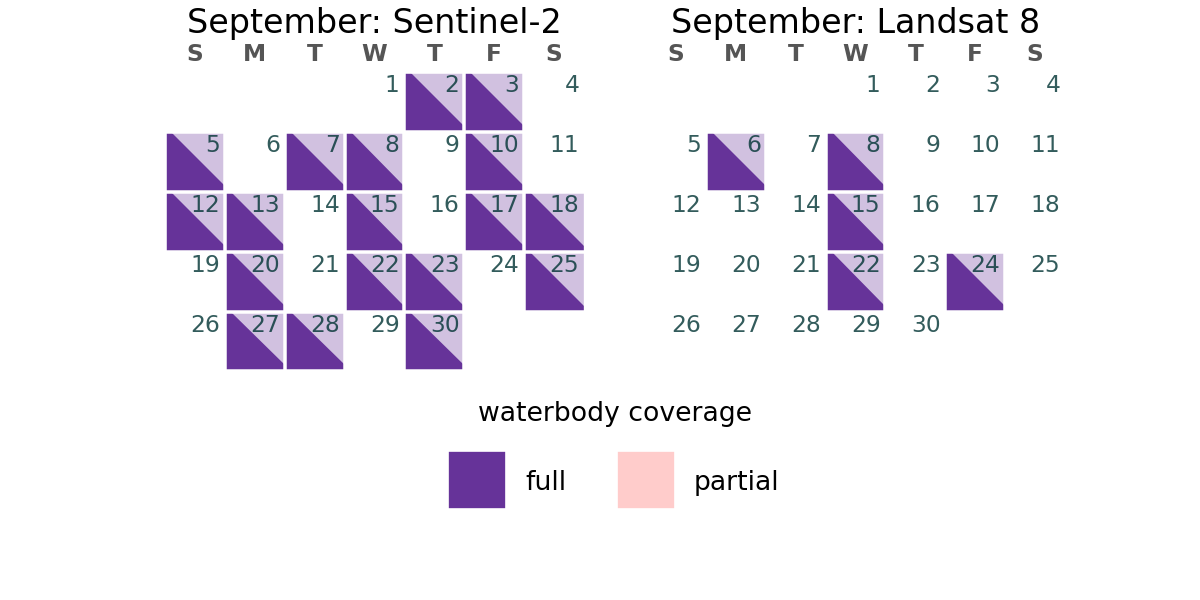 September: Sentinel-2
S M T W T F S
1 2 3 4
5 6 7 8 9 10 11
12 13 14 15 16 17 18
19 20 21 22 23 24 25
26 27 28 29 30
September: Landsat 8
S M T W T F S
1 2 3 4
5 6 7 8 9 10 11
12 13 14 15 16 17 18
19 20 21 22 23 24 25
26 27 28 29 30
waterbody coverage
full partial